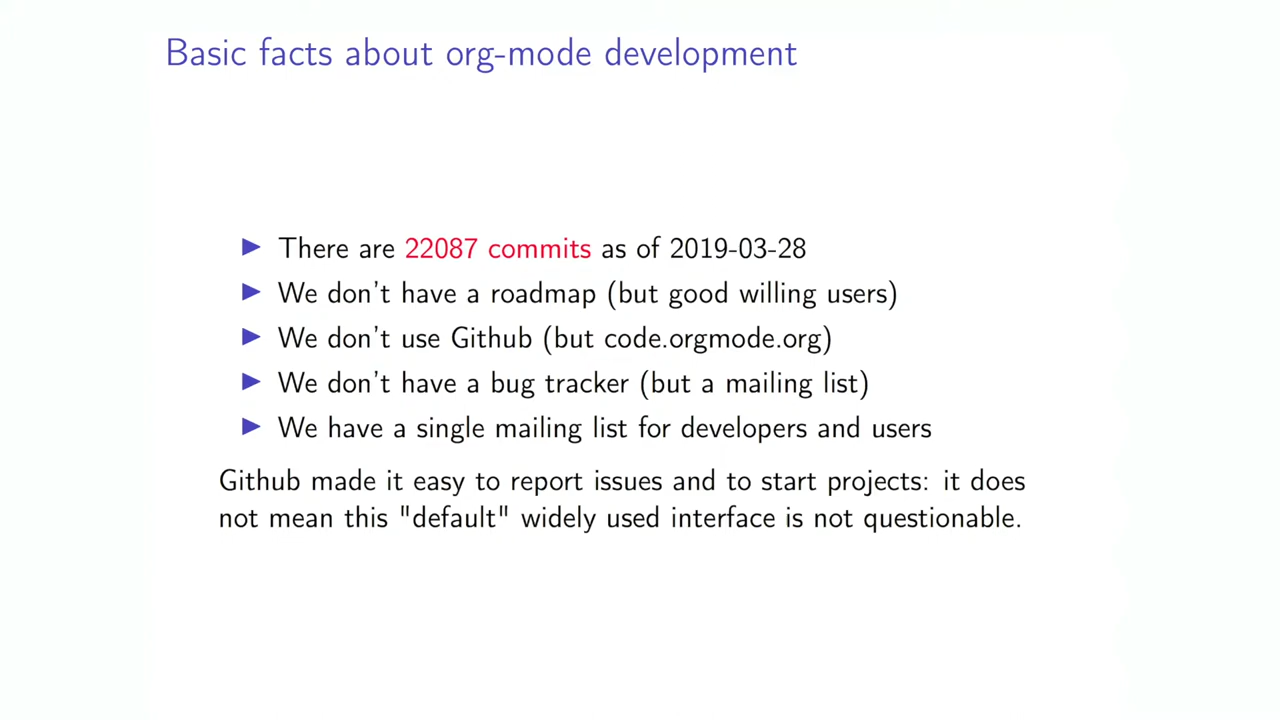 Basic facts about org-mode development
There are 22087 commits as of 2019-03-28
We don't have a roadmap (but good willing users)
We don't use Github (but code.orgmode.org)
We don't have a bug tracker (but a mailing list)
We have a single mailing list for developers and users
Github made it easy to report issues and to start projects: it does
not mean this "default" widely used interface is not questionable.